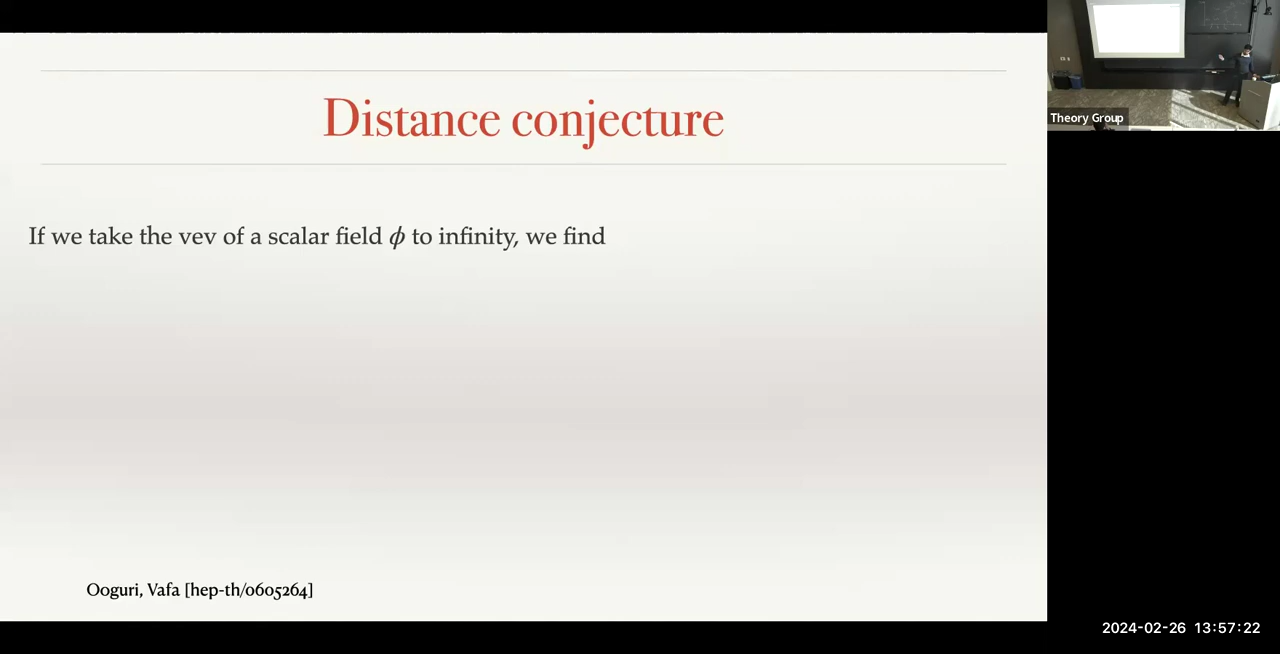 Distance conjecture
If we take the vev of a scalar field ϕ to infinity, we find
Ooguri, Vafa [hep-th/0605264]
Theory Group
2024-02-26 13:57:22